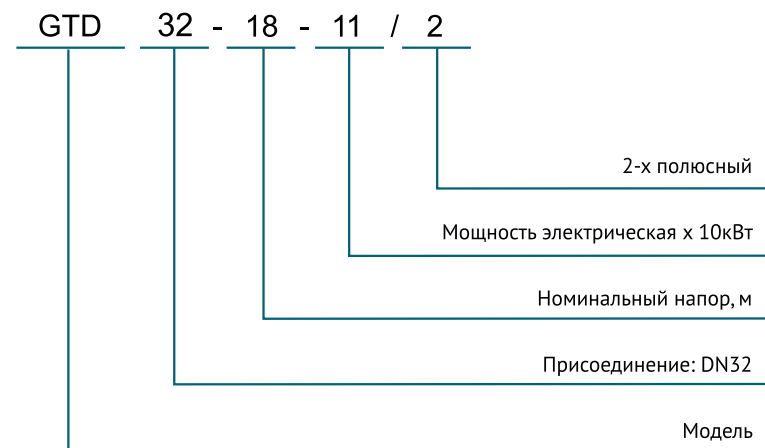 GTD 32 - 18 - 11 / 2
2-х полюсный
Мощность электрическая х 10кВт
Номинальный напор, м
Присоединение: DN32
Модель